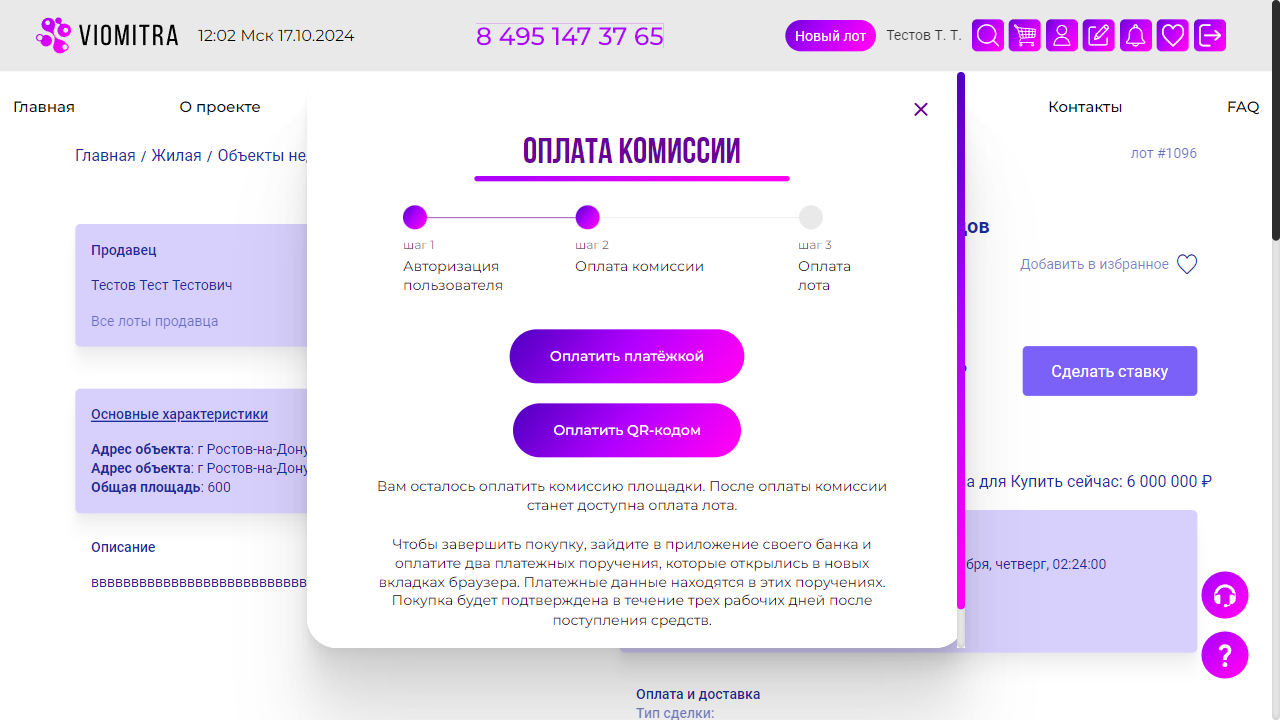 VIOMITRA
12:02 Мск 17.10.2024
8 495 147 37 65
Новый лот
Тестов Т. Т.
Главная
О проекте
Контакты
FAQ
Главная / Жилая / Объекты не
лот #1096
ОПЛАТА КОМИССИИ
шаг 1
Авторизация
пользователя
шаг 2
Оплата комиссии
шаг 3
Оплата
лота
Оплатить платёжкой
Оплатить QR-кодом
Вам осталось оплатить комиссию площадки. После оплаты комиссии
станет доступна оплата лота.
Чтобы завершить покупку, зайдите в приложение своего банка и
оплатите два платежных поручения, которые открылись в новых
вкладках браузера. Платежные данные находятся в этих поручениях.
Покупка будет подтверждена в течение трех рабочих дней после
поступления средств.
Продавец
Тестов Тест Тестович
Все лоты продавца
Основные характеристики
Адрес объекта: г Ростов-на-Дону
Адрес объекта: г Ростов-на-Дону
Общая площадь: 600
Описание
дов
Добавить в избранное
Сделать ставку
а для Купить сейчас: 6 000 000 ₽
бря, четверг, 02:24:00
?
Оплата и доставка
Тип сделки: